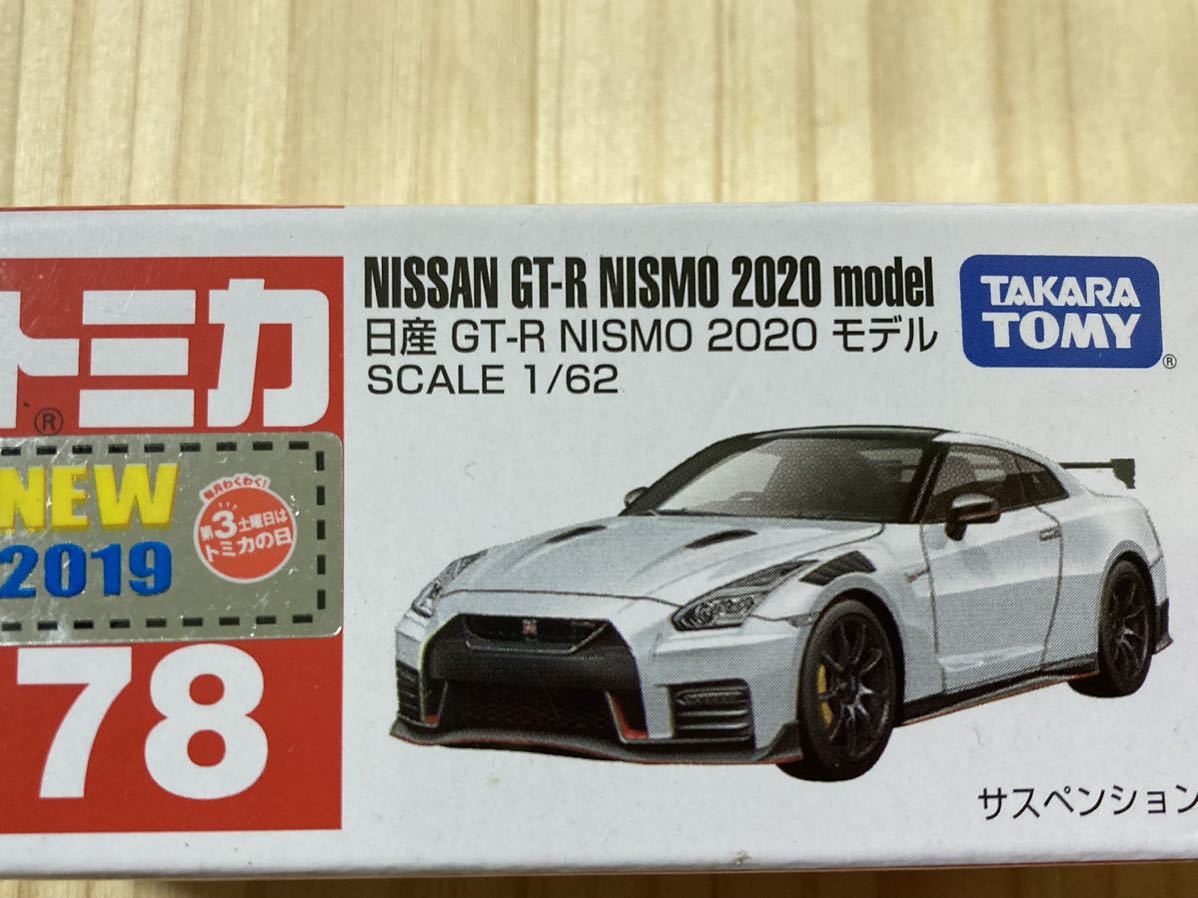 トミカ
®
NEW
2019
毎月わくわく!
第3土曜日は
トミカの日
78
NISSAN GT-R NISMO 2020 model
日産 GT-R NISMO 2020 モデル
SCALE 1/62
TAKARA
TOMY
®
サスペンション